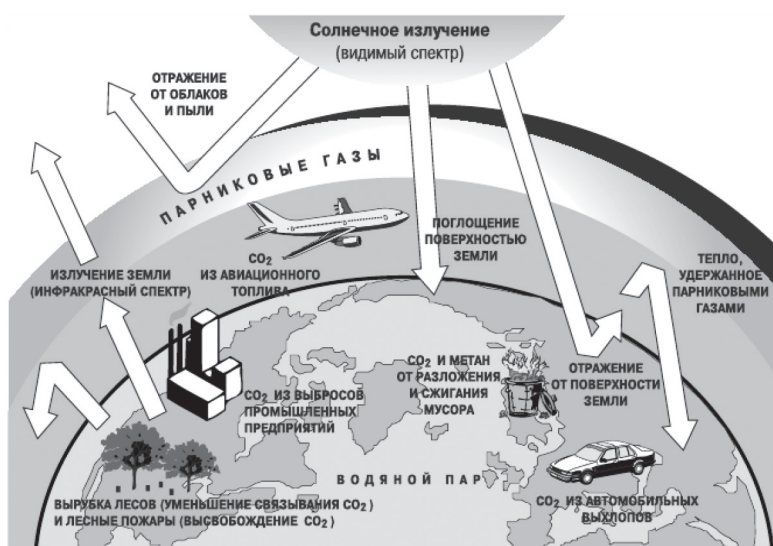 Солнечное излучение
(видимый спектр)
ОТРАЖЕНИЕ
ОТ ОБЛАКОВ
И ПЫЛИ
ПАРНИКОВЫЕ ГАЗЫ
ИЗЛУЧЕНИЕ ЗЕМЛИ
(ИНФРАКРАСНЫЙ СПЕКТР)
CO2
ИЗ АВИАЦИОННОГО
ТОПЛИВА
ПОГЛОЩЕНИЕ
ПОВЕРХНОСТЬЮ
ЗЕМЛИ
ТЕПЛО,
УДЕРЖАННОЕ
ПАРНИКОВЫМИ
ГАЗАМИ
CO2 ИЗ ВЫБРОСОВ
ПРОМЫШЛЕННЫХ
ПРЕДПРИЯТИЙ
CO2 И МЕТАН
ОТ РАЗЛОЖЕНИЯ
И СЖИГАНИЯ
МУСОРА
ОТРАЖЕНИЕ
ОТ ПОВЕРХНОСТИ
ЗЕМЛИ
ВОДЯНОЙ ПАР
ВЫРУБКА ЛЕСОВ (УМЕНЬШЕНИЕ СВЯЗЫВАНИЯ CO2)
И ЛЕСНЫЕ ПОЖАРЫ (ВЫСВОБОЖДЕНИЕ CO2)
CO2 ИЗ АВТОМОБИЛЬНЫХ
ВЫХЛОПОВ